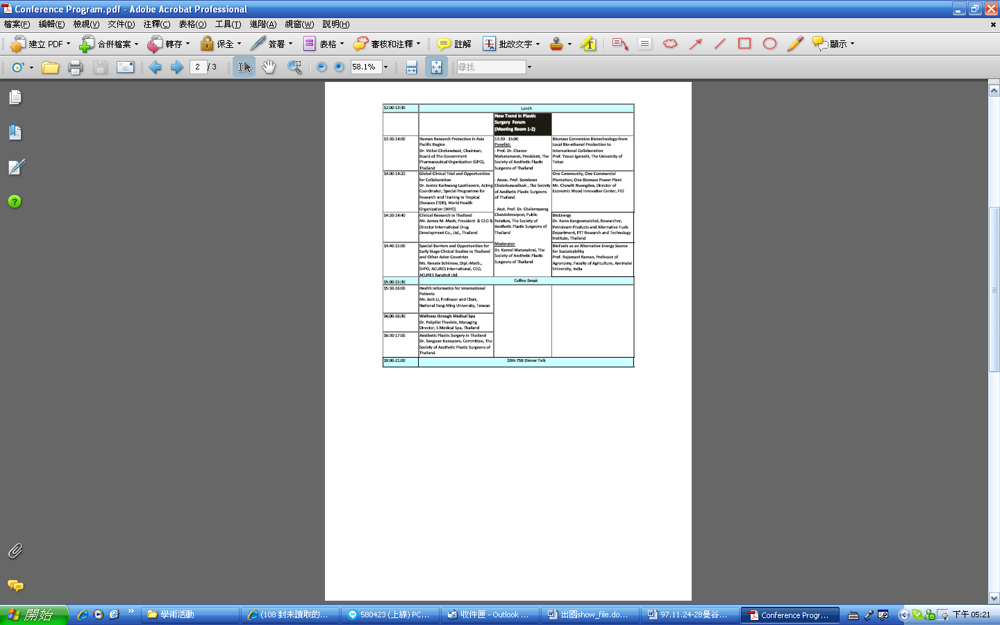 Conference Program.pdf - Adobe Acrobat Professional
檔案(F) 編輯(E) 檢視(V) 文件(D) 注釋(C) 表格(O) 工具(T) 進階(A) 視窗(W) 說明(H)
建立 PDF 合併檔案 轉存 保全 簽署 表格 審核和注釋 註解 批改文字 顯示
2 / 3 58.1% 尋找
12:00-13:30 Lunch
New Trend in Plastic
Surgery Forum
(Meeting Room 1-2)
13:30-14:00
Human Research Protection in Asia
Pacific Region
Dr. Vichai Chokewiwat, Chairman,
Board of The Government
Pharmaceutical Organization (GPO),
Thailand
13:30 - 15:00
Panelist:
- Prof. Dr. Charan
Mahatumarat, President, The
Society of Aesthetic Plastic
Surgeons of Thailand
- Assoc. Prof. Somboon
Chaisrisawadisuk , The Society
of Aesthetic Plastic Surgeons
of Thailand
- Asst. Prof. Dr. Chalermpong
Chatdokmaiprai, Public
Relation, The Society of
Aesthetic Plastic Surgeons of
Thailand
Moderator
Dr. Kamol Watanakrai, The
Society of Aesthetic Plastic
Surgeons of Thailand
Biomass Conversion Biotechnology-from
Local Bio-ethanol Production to
International Collaboration
Prof. Yasuo Igarashi, The University of
Tokyo
14:00-14:20
Global Clinical Trial and Opportunities
for Collaboration
Dr. Juntra Karbwang Laothavorn, Acting
Coordinator, Special Programme for
Research and Training in Tropical
Diseases (TDR), World Health
Organization (WHO)
One Community, One Commercial
Plantation, One Biomass Power Plant
Mr. Chowlit Nuengdee, Director of
Economic Wood Innovative Center, FIO
14:20-14:40
Clinical Research in Thailand
Mr. James M. Mash, President & CEO &
Director International Drug
Development Co., Ltd., Thailand
BioEnergy
Dr. Kunn Kangvansaichol, Researcher,
Petroleum Products and Alternative Fuels
Department, PTT Research and Technology
Institute, Thailand
14:40-15:00
Special Barriers and Opportunities for
Early Stage Clinical Studies in Thailand
and Other Asian Countries
Ms. Renate Schirrow, Dipl.-Math.,
SVPO, ACLIRES International, CEO,
ACLIRES Bangkok Ltd.
BioFuels as an Alternative Energy Source
for Sustainability
Prof. Rajamani Raman, Professor of
Agronomy, Faculty of Agriculture, Annmalai
University, India
15:00-15:30 Coffee Break
15:30-16:00
Health Informatics for International
Patients
Mr. Jack Li, Professor and Chair,
National Yang-Ming University, Taiwan
16:00-16:30
Wellness through Medical Spa
Dr. Pakpilai Thavisin, Managing
Director, S Medical Spa, Thailand
16:30-17:00
Aesthetic Plastic Surgery in Thailand
Dr. Sanguan Kunaporn, Committee, The
Society of Aesthetic Plastic Surgeons of
Thailand
18:00-21:00 20th TSB Dinner Talk
開始 學術活動 (108 封未讀取的... 580423 (上線) PC... 收件匣 - Outlook ... 出國show_file.do... 97.11.24-28曼谷... Conference Progr... 下午 05:21